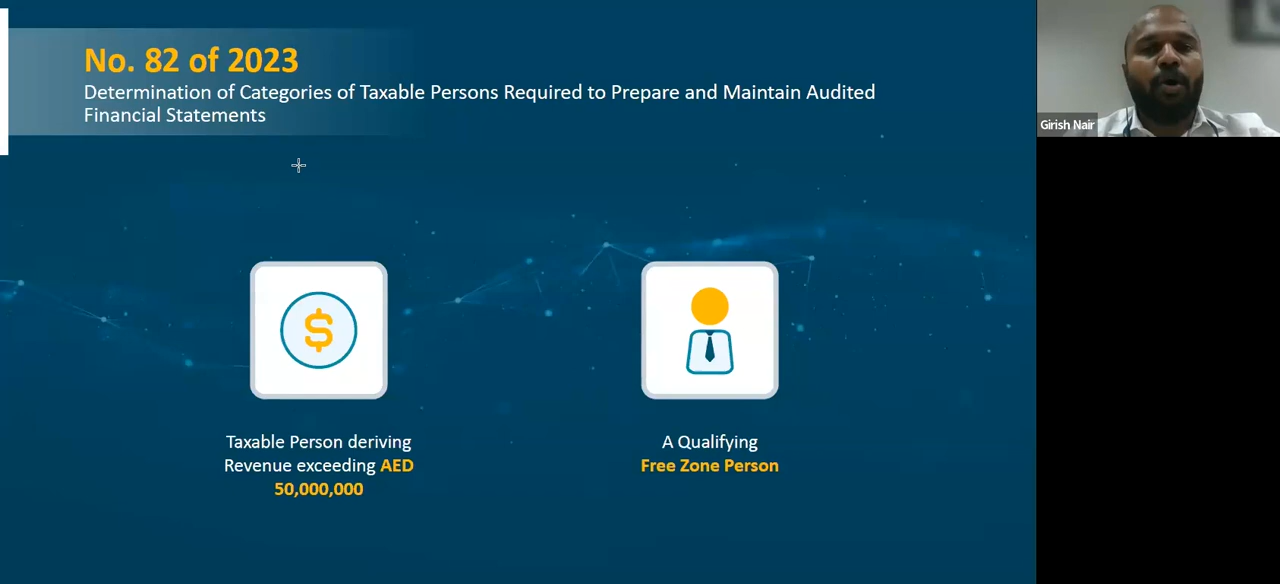 No. 82 of 2023
Determination of Categories of Taxable Persons Required to Prepare and Maintain Audited
Financial Statements
Girish Nair
$
Taxable Person deriving
Revenue exceeding AED
50,000,000
A Qualifying
Free Zone Person